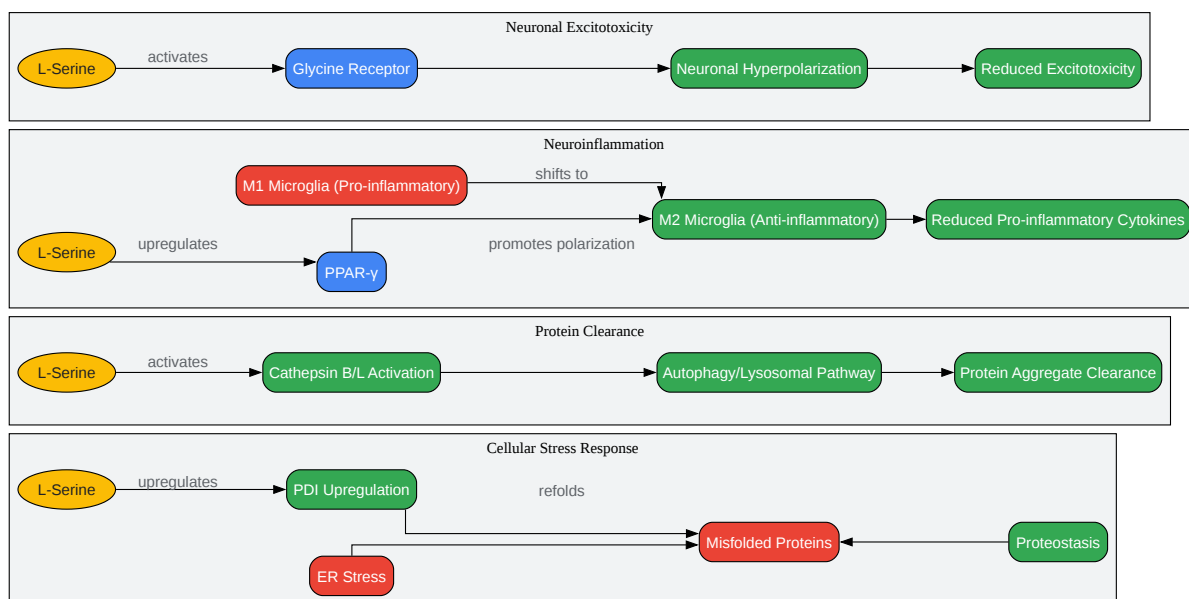 Neuronal Excitotoxicity
L-Serine
activates
Glycine Receptor
Neuronal Hyperpolarization
Reduced Excitotoxicity
Neuroinflammation
M1 Microglia (Pro-inflammatory)
shifts to
M2 Microglia (Anti-inflammatory)
Reduced Pro-inflammatory Cytokines
L-Serine
upregulates
PPAR-γ
promotes polarization
Protein Clearance
L-Serine
activates
Cathepsin B/L Activation
Autophagy/Lysosomal Pathway
Protein Aggregate Clearance
Cellular Stress Response
L-Serine
upregulates
PDI Upregulation
refolds
Misfolded Proteins
Proteostasis
ER Stress